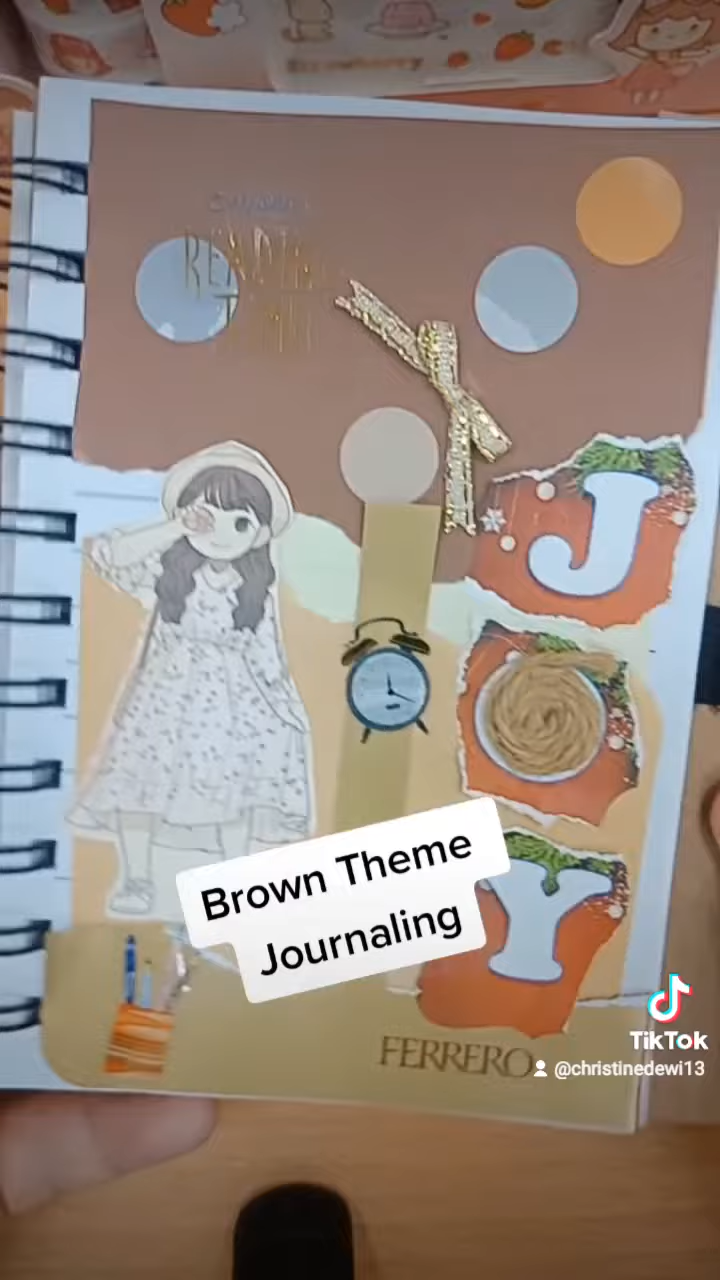 J
O
Y
Brown Theme
Journaling
FERRERO
TikTok
@christinedewi13